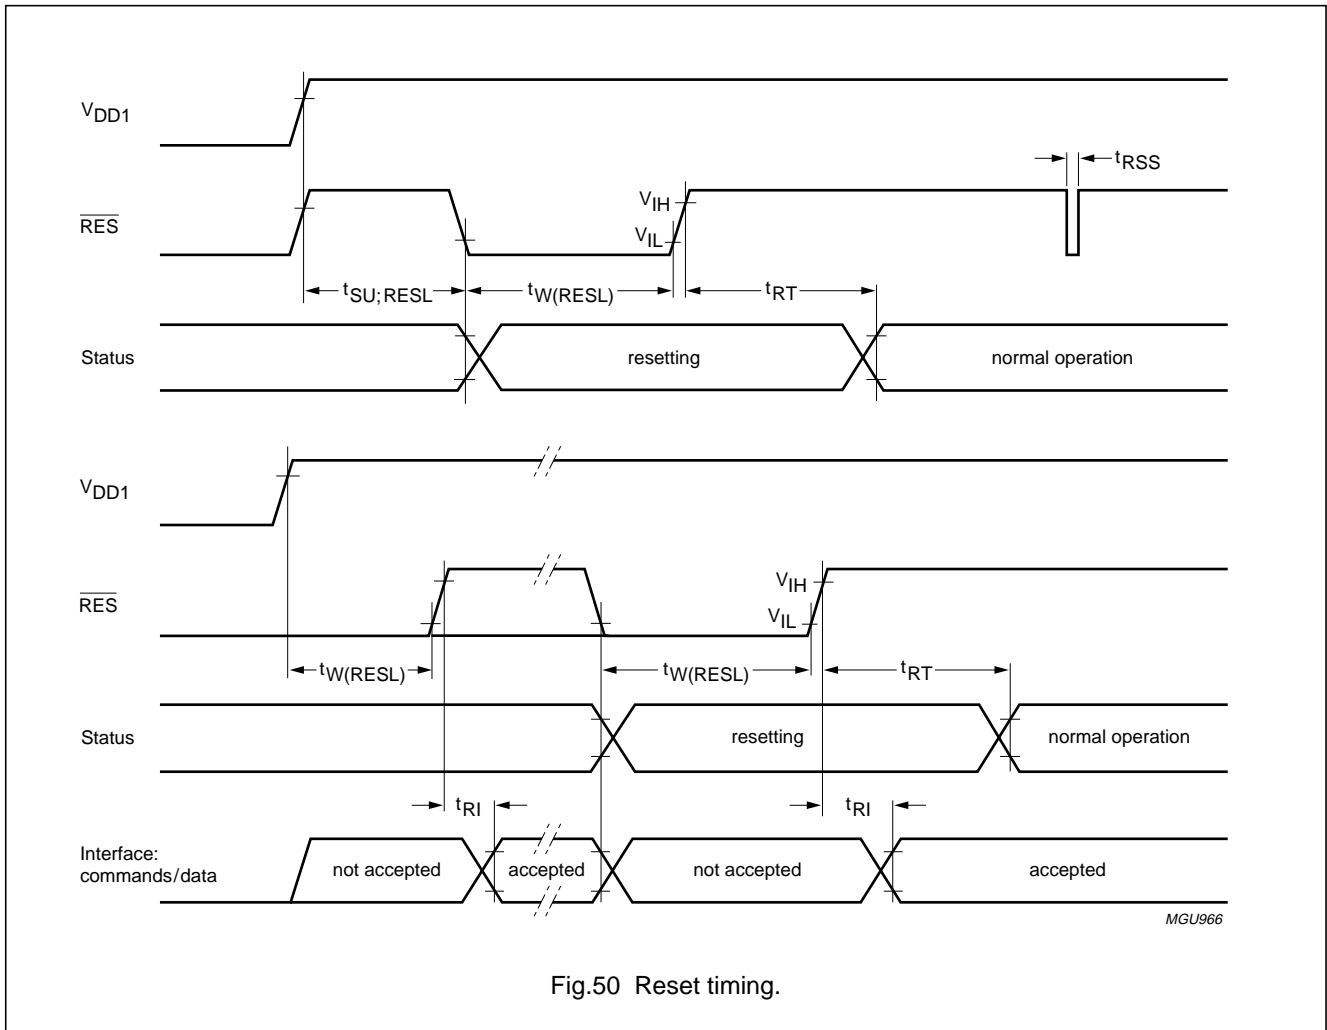 VDD1
tRSS
VIH
RES
VIL
tSU;RESL
tW(RESL)
tRT
Status
resetting
normal operation
VDD1
VIH
RES
VIL
tW(RESL)
tW(RESL)
tRT
Status
resetting
normal operation
tRI
tRI
Interface:
commands/data
not accepted
accepted
not accepted
accepted
MGU966
Fig.50 Reset timing.